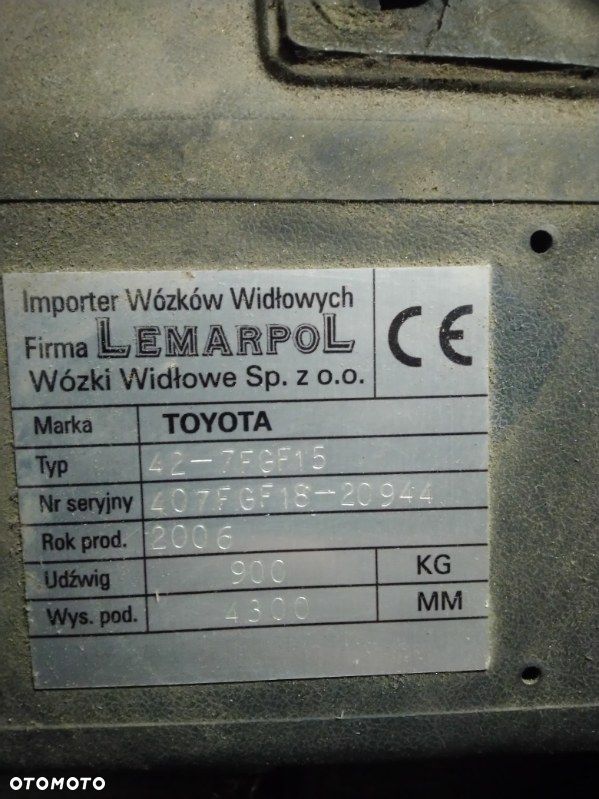 Importer Wózków Widłowych
Firma LEMARPOL
Wózki Widłowe Sp. z o.o.
CE
Marka TOYOTA
Typ 42-7FGF15
Nr seryjny 407FGF18-20944
Rok prod. 2006
Udźwig 900 KG
Wys. pod. 4300 MM
OTOMOTO